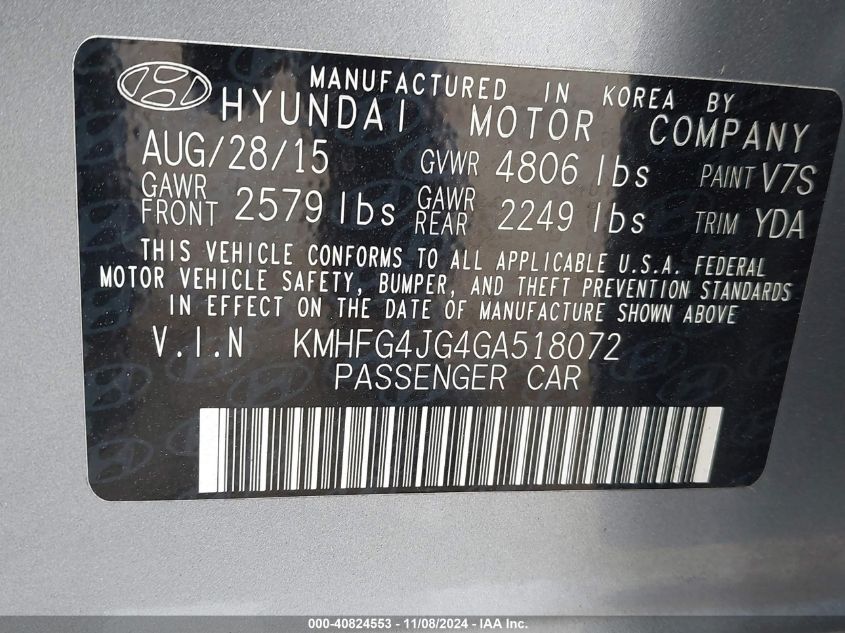 MANUFACTURED IN KOREA BY
HYUNDAI MOTOR COMPANY
AUG/28/15 GVWR 4806 lbs PAINT V7S
GAWR FRONT 2579 lbs GAWR REAR 2249 lbs TRIM YDA
THIS VEHICLE CONFORMS TO ALL APPLICABLE U.S.A. FEDERAL
MOTOR VEHICLE SAFETY, BUMPER, AND THEFT PREVENTION STANDARDS
IN EFFECT ON THE DATE OF MANUFACTURE SHOWN ABOVE
V.I.N KMHFG4JG4GA518072
PASSENGER CAR
000-40824553 - 11/08/2024 - IAA Inc.